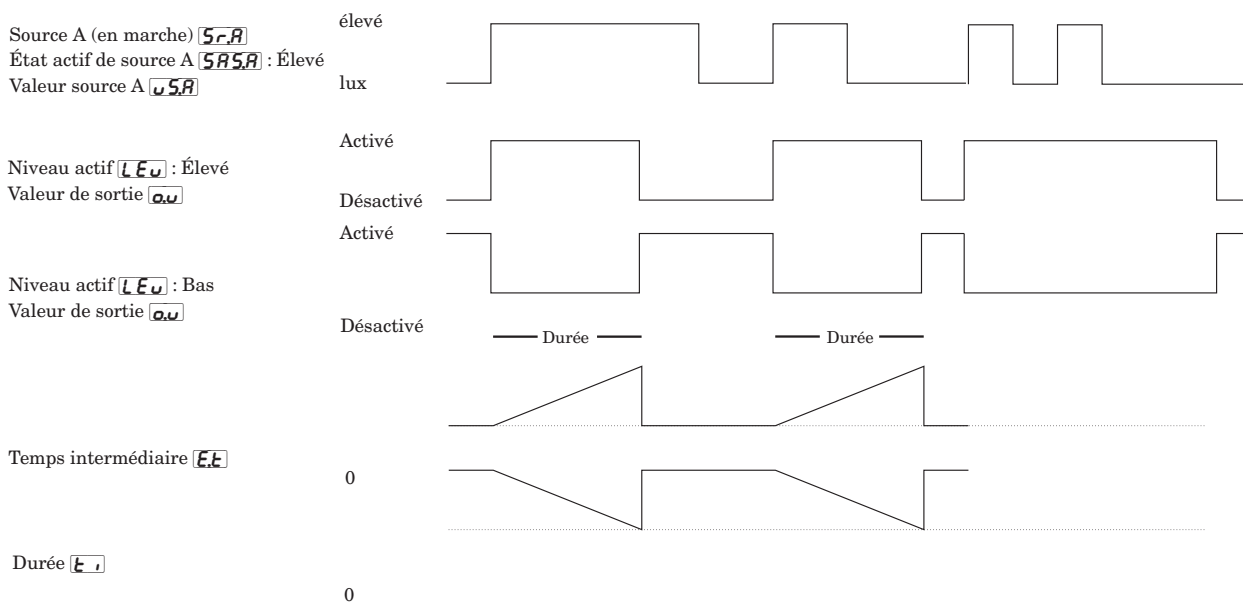 élevé
Source A (en marche) Sr.A
État actif de source A SAS.A : Élevé
Valeur source A vS.A
lux
Activé
Niveau actif LEv : Élevé
Valeur de sortie o.v
Désactivé
Activé
Niveau actif LEv : Bas
Valeur de sortie o.v
Désactivé
Durée Durée
Temps intermédiaire E.t
0
Durée ti
0